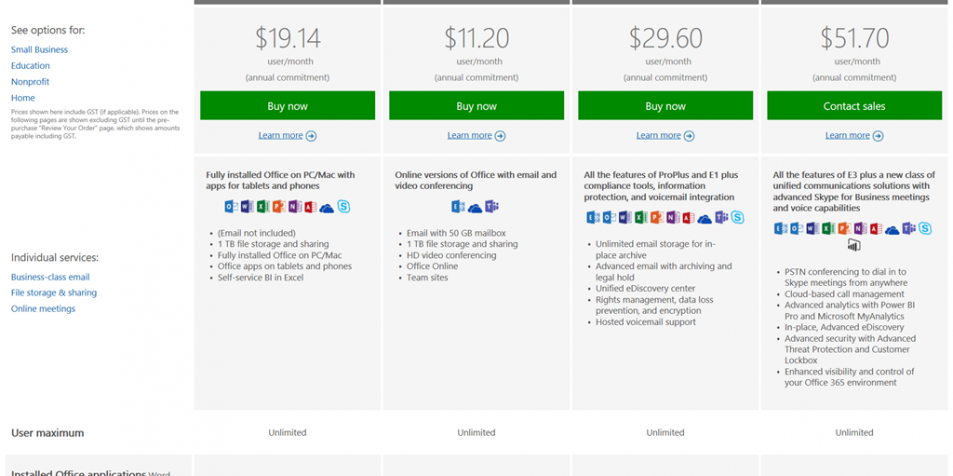 See options for:
Small Business
Education
Nonprofit
Home
Prices shown here include GST (if applicable). Prices on the
following pages are shown excluding GST until the pre-
purchase "Review Your Order" page, which shows amounts
payable including GST.
$19.14
user/month
(annual commitment)
Buy now
Learn more
$11.20
user/month
(annual commitment)
Buy now
Learn more
$29.60
user/month
(annual commitment)
Buy now
Learn more
$51.70
user/month
(annual commitment)
Contact sales
Learn more
Individual services:
Business-class email
File storage & sharing
Online meetings
Fully installed Office on PC/Mac with
apps for tablets and phones
• (Email not included)
• 1 TB file storage and sharing
• Fully installed Office on PC/Mac
• Office apps on tablets and phones
• Self-service BI in Excel
Online versions of Office with email and
video conferencing
• Email with 50 GB mailbox
• 1 TB file storage and sharing
• HD video conferencing
• Office Online
• Team sites
All the features of ProPlus and E1 plus
compliance tools, information
protection, and voicemail integration
• Unlimited email storage for in-
place archive
• Advanced email with archiving and
legal hold
• Unified eDiscovery center
• Rights management, data loss
prevention, and encryption
• Hosted voicemail support
All the features of E3 plus a new class of
unified communications solutions with
advanced Skype for Business meetings
and voice capabilities
• PSTN conferencing to dial in to
Skype meetings from anywhere
• Cloud-based call management
• Advanced analytics with Power BI
Pro and Microsoft MyAnalytics
• In-place, Advanced eDiscovery
• Advanced security with Advanced
Threat Protection and Customer
Lockbox
• Enhanced visibility and control of
your Office 365 environment
User maximum
Unlimited
Unlimited
Unlimited
Unlimited
Installed Office applications Word